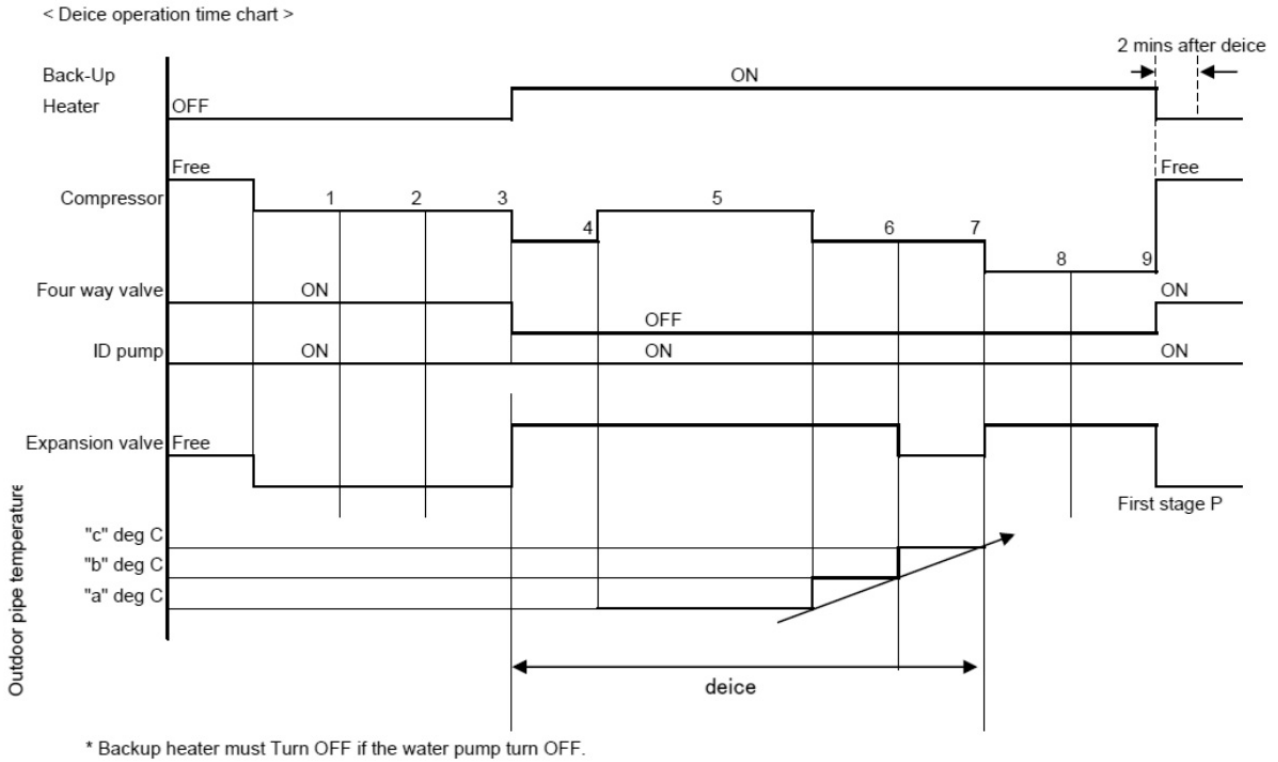 < Deice operation time chart >
2 mins after deice
Back-Up
Heater
ON
OFF
Free
Free
Compressor
1
2
3
4
5
6
7
8
9
Four way valve
ON
ON
OFF
ID pump
ON
ON
ON
Expansion valve
Free
First stage P
Outdoor pipe temperature
"c" deg C
"b" deg C
"a" deg C
deice
* Backup heater must Turn OFF if the water pump turn OFF.